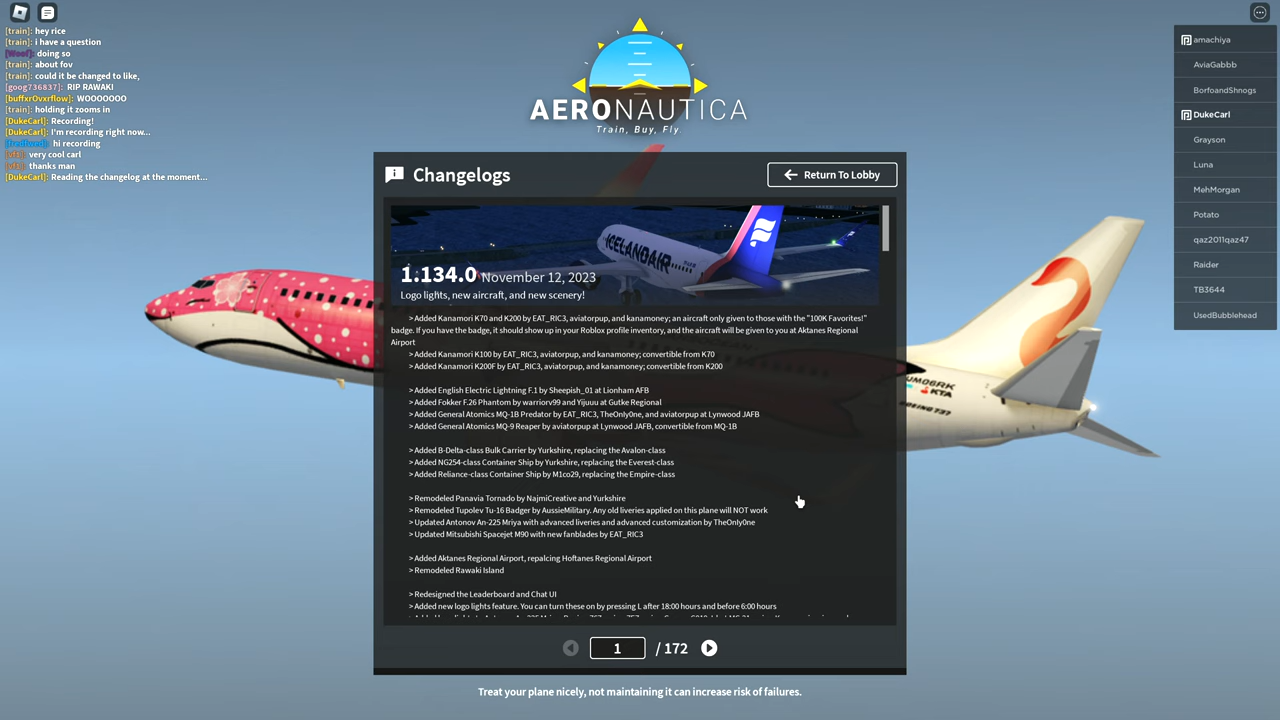 [train]: hey rice
[train]: i have a question
[Woof]: doing so
[train]: about fov
[train]: could it be changed to like,
[goog736837]: RIP RAWAKI
[buffxrOvxrflow]: WOOOOOOO
[train]: holding it zooms in
[DukeCarl]: Recording!
[DukeCarl]: I'm recording right now...
hi recording
very cool carl
thanks man
[DukeCarl]: Reading the changelog at the moment...
AERONAUTICA
Train, Buy, Fly.
amachiya
AviaGabbb
BorfoandShnogs
DukeCarl
Grayson
Luna
MehMorgan
Potato
qaz2011qaz47
Raider
TB3644
UsedBubblehead
Changelogs
Return To Lobby
ICELANDAIR
1.134.0 November 12, 2023
Logo lights, new aircraft, and new scenery!
> Added Kanamori K70 and K200 by EAT_RIC3, aviatorpup, and kanamoney; an aircraft only given to those with the "100K Favorites!"
badge. If you have the badge, it should show up in your Roblox profile inventory, and the aircraft will be given to you at Aktanes Regional
Airport
> Added Kanamori K100 by EAT_RIC3, aviatorpup, and kanamoney; convertible from K70
> Added Kanamori K200F by EAT_RIC3, aviatorpup, and kanamoney; convertible from K200
> Added English Electric Lightning F.1 by Sheepish_01 at Lionham AFB
> Added Fokker F.26 Phantom by warriorv99 and Yijuuu at Gutke Regional
> Added General Atomics MQ-1B Predator by EAT_RIC3, TheOnly0ne, and aviatorpup at Lynwood JAFB
> Added General Atomics MQ-9 Reaper by aviatorpup at Lynwood JAFB, convertible from MQ-1B
> Added B-Delta-class Bulk Carrier by Yurkshire, replacing the Avalon-class
> Added NG254-class Container Ship by Yurkshire, replacing the Everest-class
> Added Reliance-class Container Ship by M1co29, replacing the Empire-class
> Remodeled Panavia Tornado by NajmiCreative and Yurkshire
> Remodeled Tupolev Tu-16 Badger by AussieMilitary. Any old liveries applied on this plane will NOT work
> Updated Antonov An-225 Mriya with advanced liveries and advanced customization by TheOnly0ne
> Updated Mitsubishi Spacejet M90 with new fanblades by EAT_RIC3
> Added Aktanes Regional Airport, repalcing Hoftanes Regional Airport
> Remodeled Rawaki Island
> Redesigned the Leaderboard and Chat UI
> Added new logo lights feature. You can turn these on by pressing L after 18:00 hours and before 6:00 hours
KTA
BOEING 737
1 / 172
Treat your plane nicely, not maintaining it can increase risk of failures.